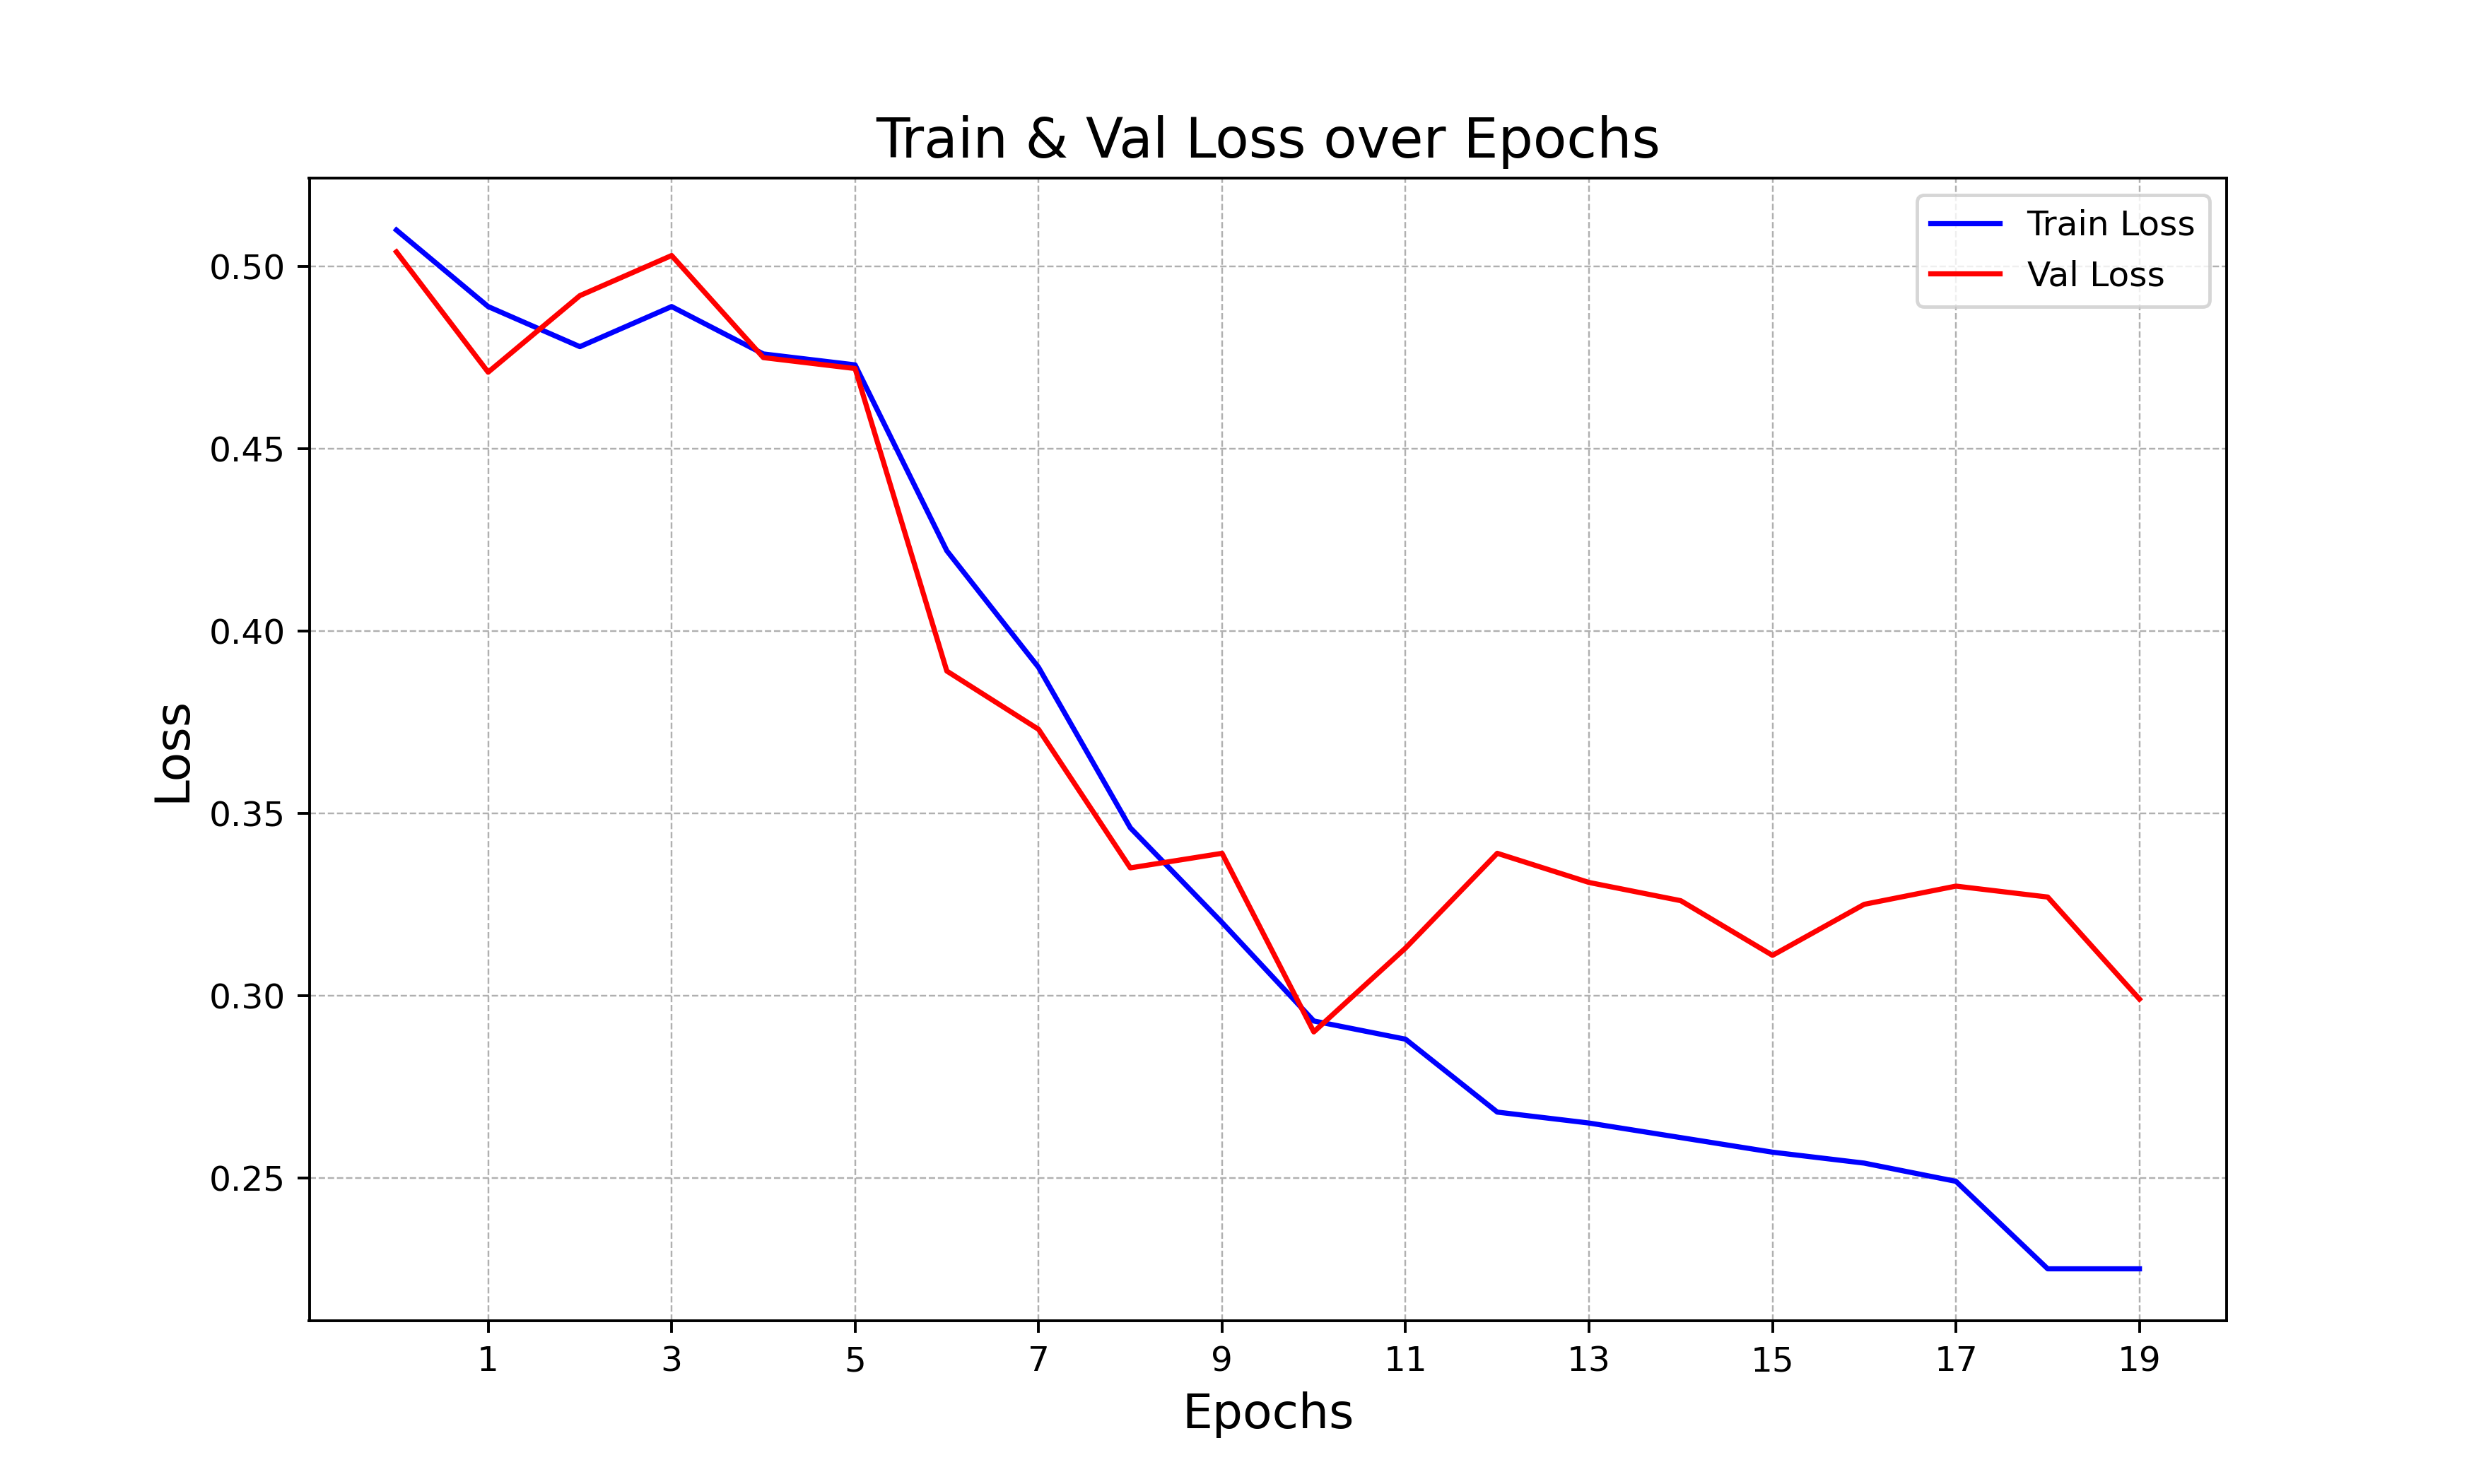 Train & Val Loss over Epochs
Train Loss
Val Loss
0.50
0.45
0.40
0.35
0.30
0.25
Loss
1 3 5 7 9 11 13 15 17 19
Epochs